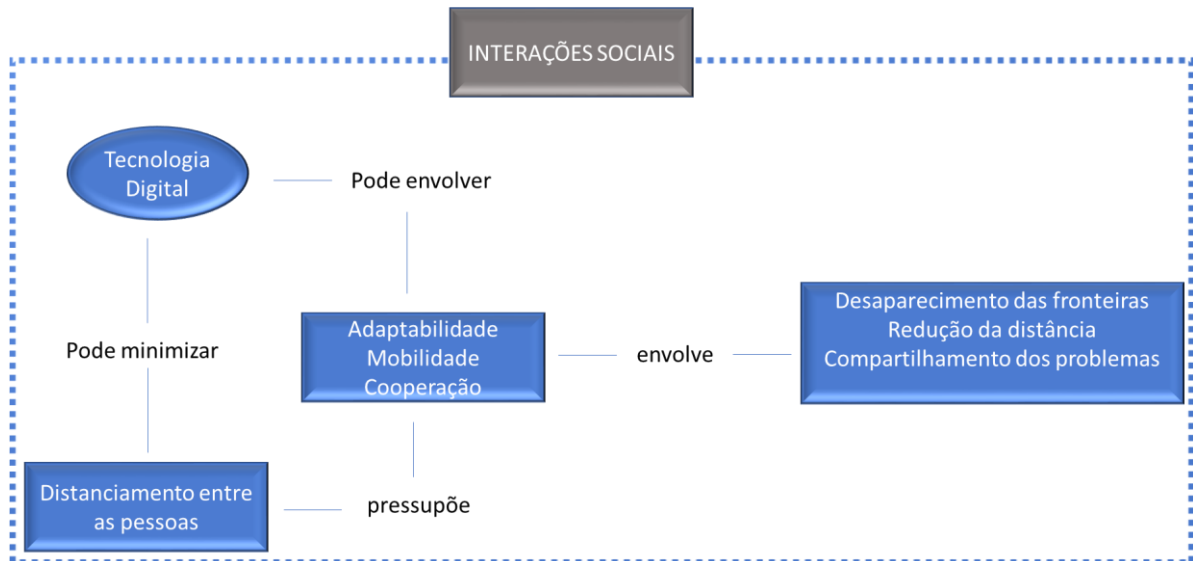 INTERAÇÕES SOCIAIS
Tecnologia
Digital
Pode envolver
Pode minimizar
Adaptabilidade
Mobilidade
Cooperação
envolve
Desaparecimento das fronteiras
Redução da distância
Compartilhamento dos problemas
Distanciamento entre
as pessoas
pressupõe